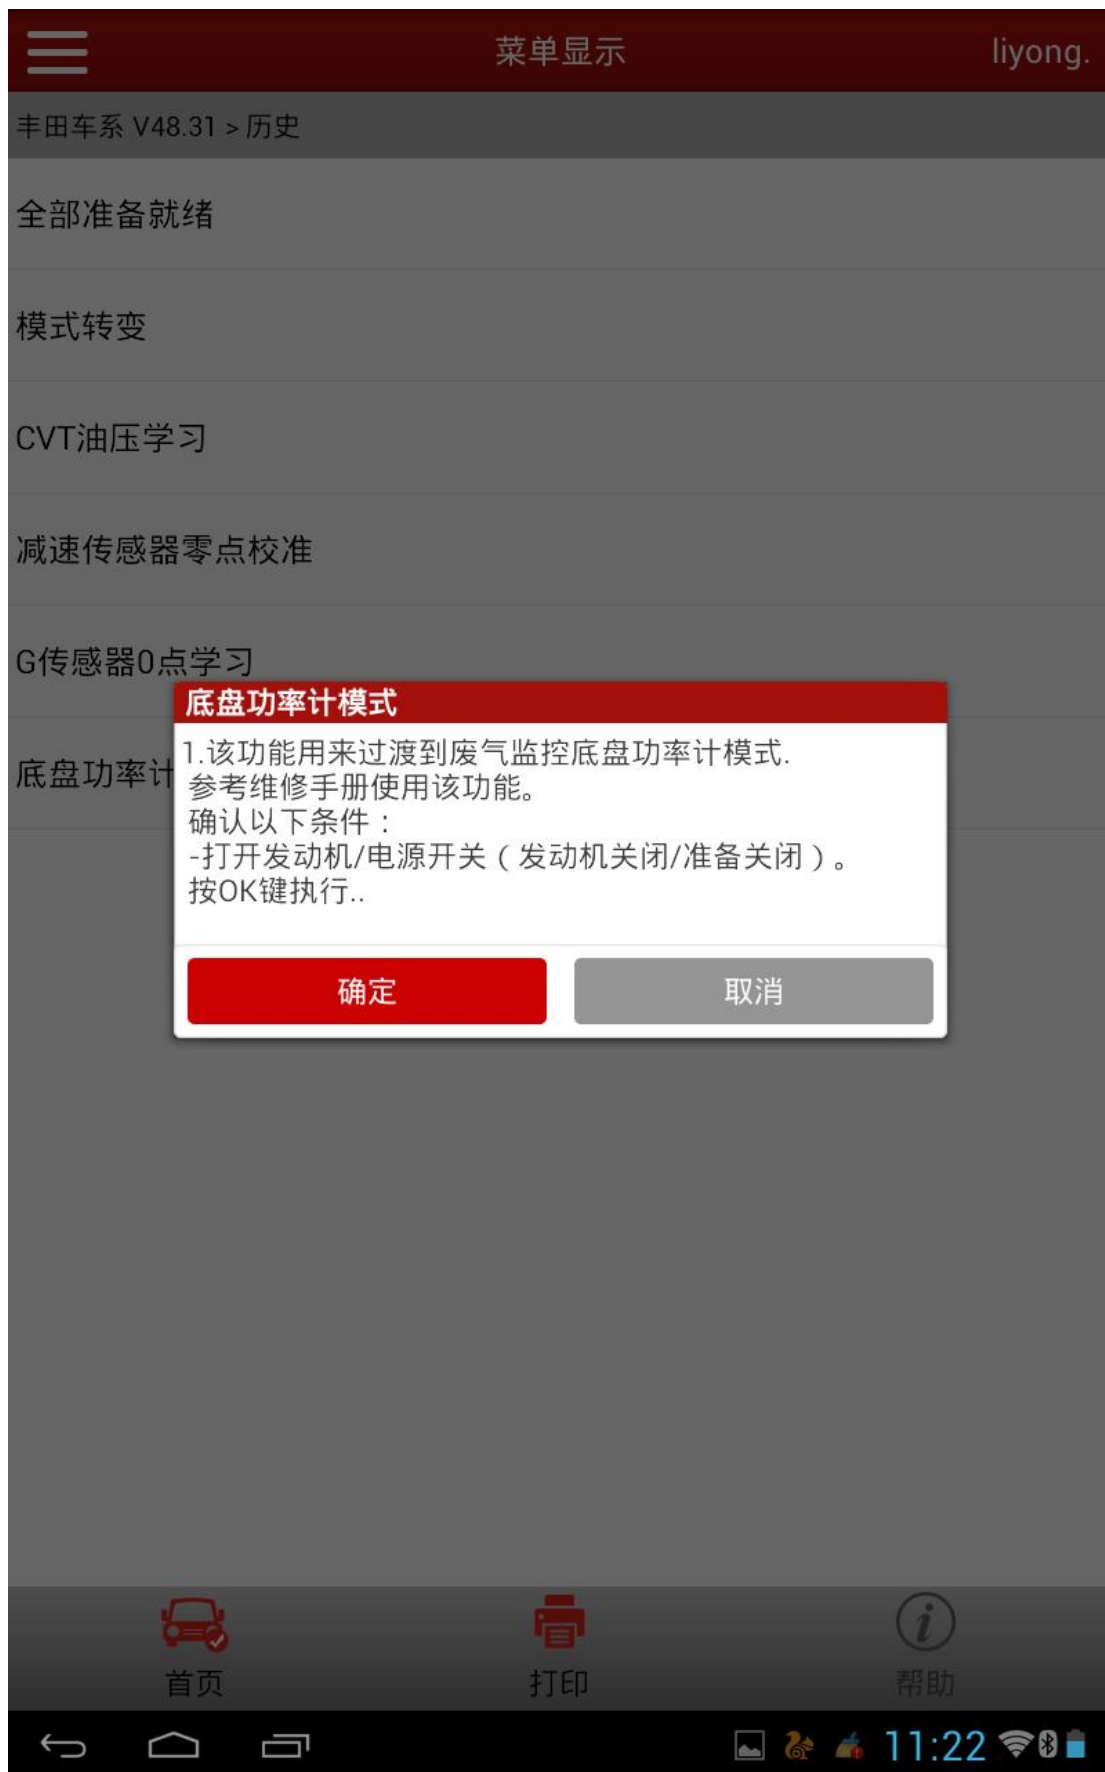 菜单显示
liyong.
丰田车系 V48.31 > 历史
全部准备就绪
模式转变
CVT油压学习
减速传感器零点校准
G传感器0点学习
底盘功率计
底盘功率计模式
1.该功能用来过渡到废气监控底盘功率计模式.
参考维修手册使用该功能。
确认以下条件：
-打开发动机/电源开关（发动机关闭/准备关闭）。
按OK键执行..
确定
取消
首页
打印
帮助
11:22